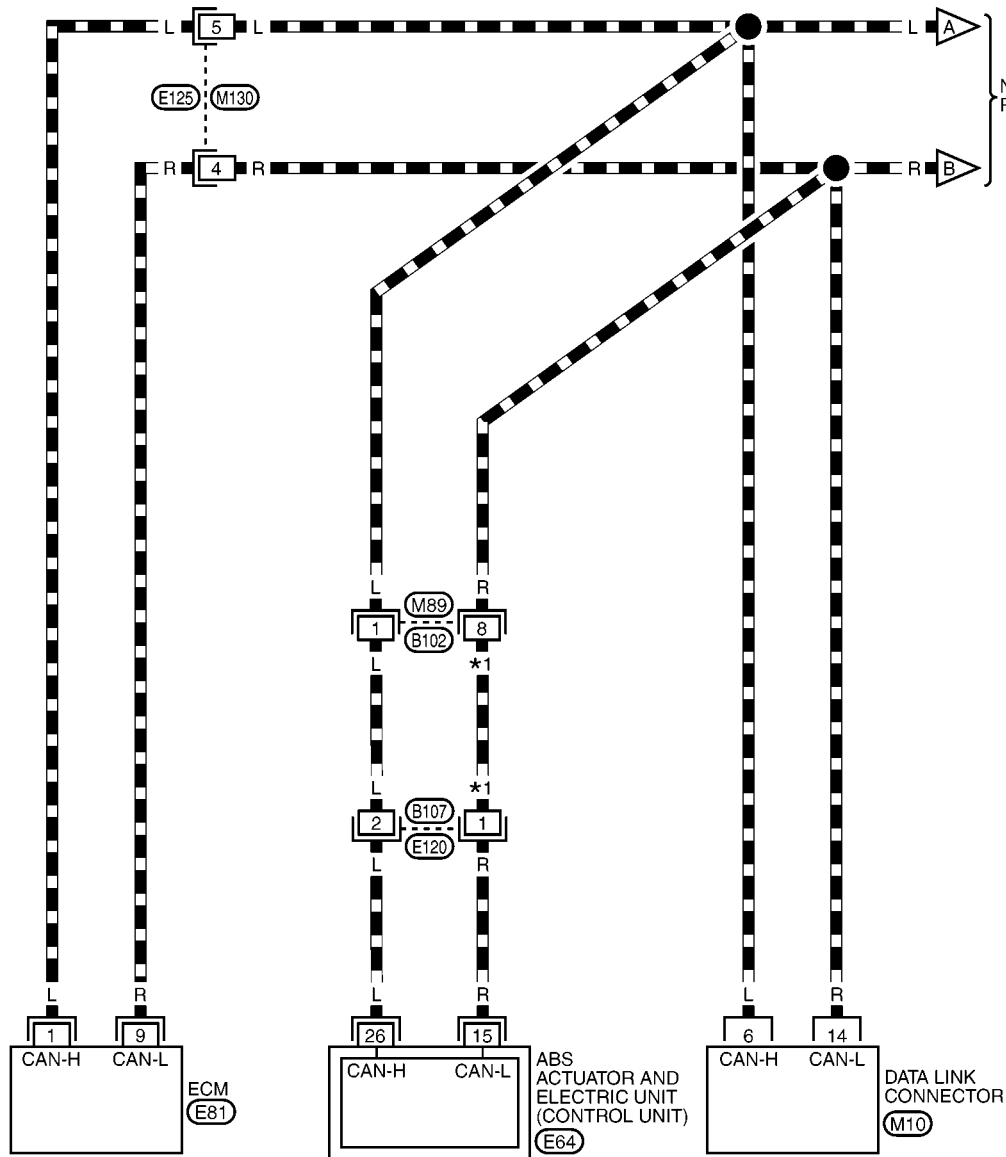 L 5 L L A
E125 M130
N
P
R 4 R R B
L R
1 M89 8
B102
L *1
L *1
2 B107 1
E120
L R
L R L R L R
1 9 26 15 6 14
CAN-H CAN-L CAN-H CAN-L CAN-H CAN-L
ECM
E81
ABS
ACTUATOR AND
ELECTRIC UNIT
(CONTROL UNIT)
E64
DATA LINK
CONNECTOR
M10